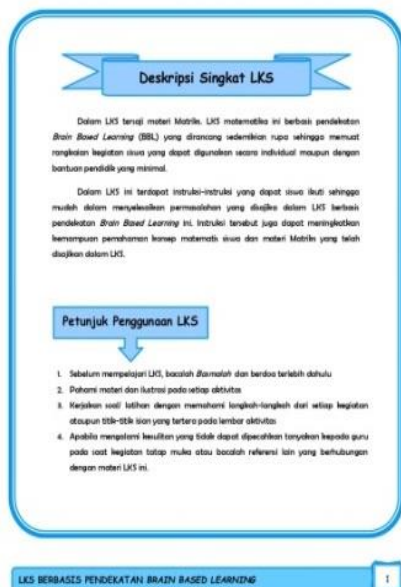 Deskripsi Singkat LKS
Dalam LKS tersaji materi Matriks. LKS matematika ini berbasis pendekatan
Brain Based Learning (BBL) yang dirancang sedemikian rupa sehingga memuat
rangkaian kegiatan siswa yang dapat digunakan secara individual maupun dengan
bantuan pendidik yang minimal.
Dalam LKS ini terdapat instruksi-instruksi yang dapat siswa ikuti sehingga
mudah dalam menyelesaikan permasalahan yang disajika dalam LKS berbasis
pendekatan Brain Based Learning ini. Instruksi tersebut juga dapat meningkatkan
kemampuan pemahaman konsep matematis siswa dan materi Matriks yang telah
disajikan dalam LKS.
Petunjuk Penggunaan LKS
1. Sebelum mempelajari LKS, bacalah Basmalah dan berdoa terlebih dahulu
2. Pahami materi dan ilustrasi pada setiap aktivitas
3. Kerjakan soall latihan dengan memahami langkah-langkah dari setiap kegiatan
ataupun titik-titik isian yang tertera pada lembar aktivitas
4. Apabila mengalami kesulitan yang tidak dapat dipecahkan tanyakan kepada guru
pada saat kegiatan tatap muka atau bacalah referensi lain yang berhubungan
dengan materi LKS ini.
LKS BERBASIS PENDEKATAN BRAIN BASED LEARNING